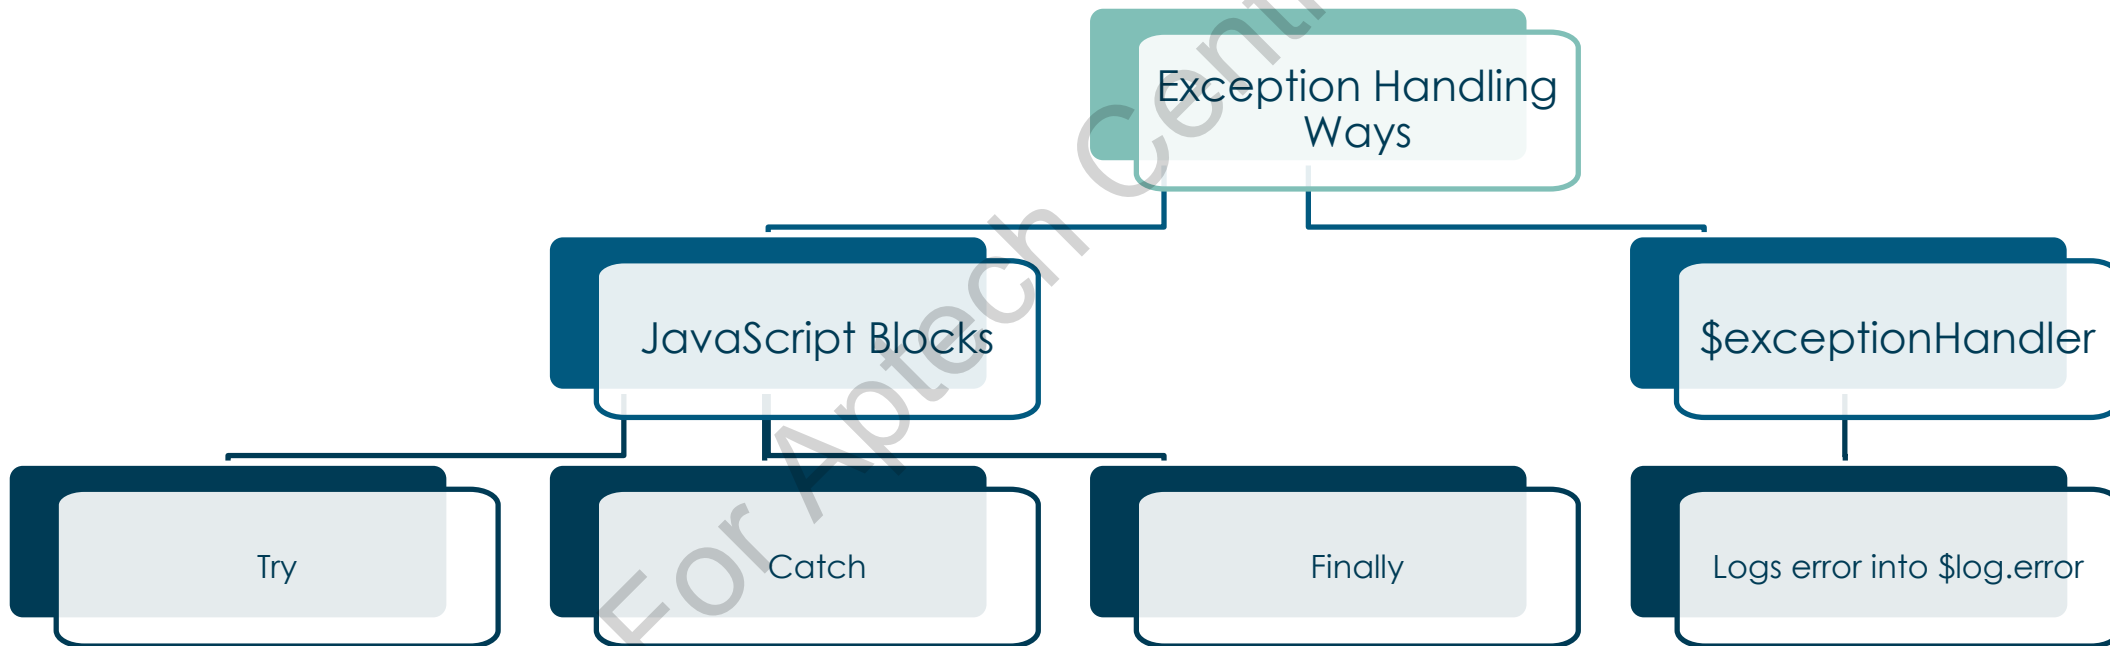 Exception Handling
Ways
JavaScript Blocks
$exceptionHandler
Try
Catch
Finally
Logs error into $log.error
For Aptech Cent